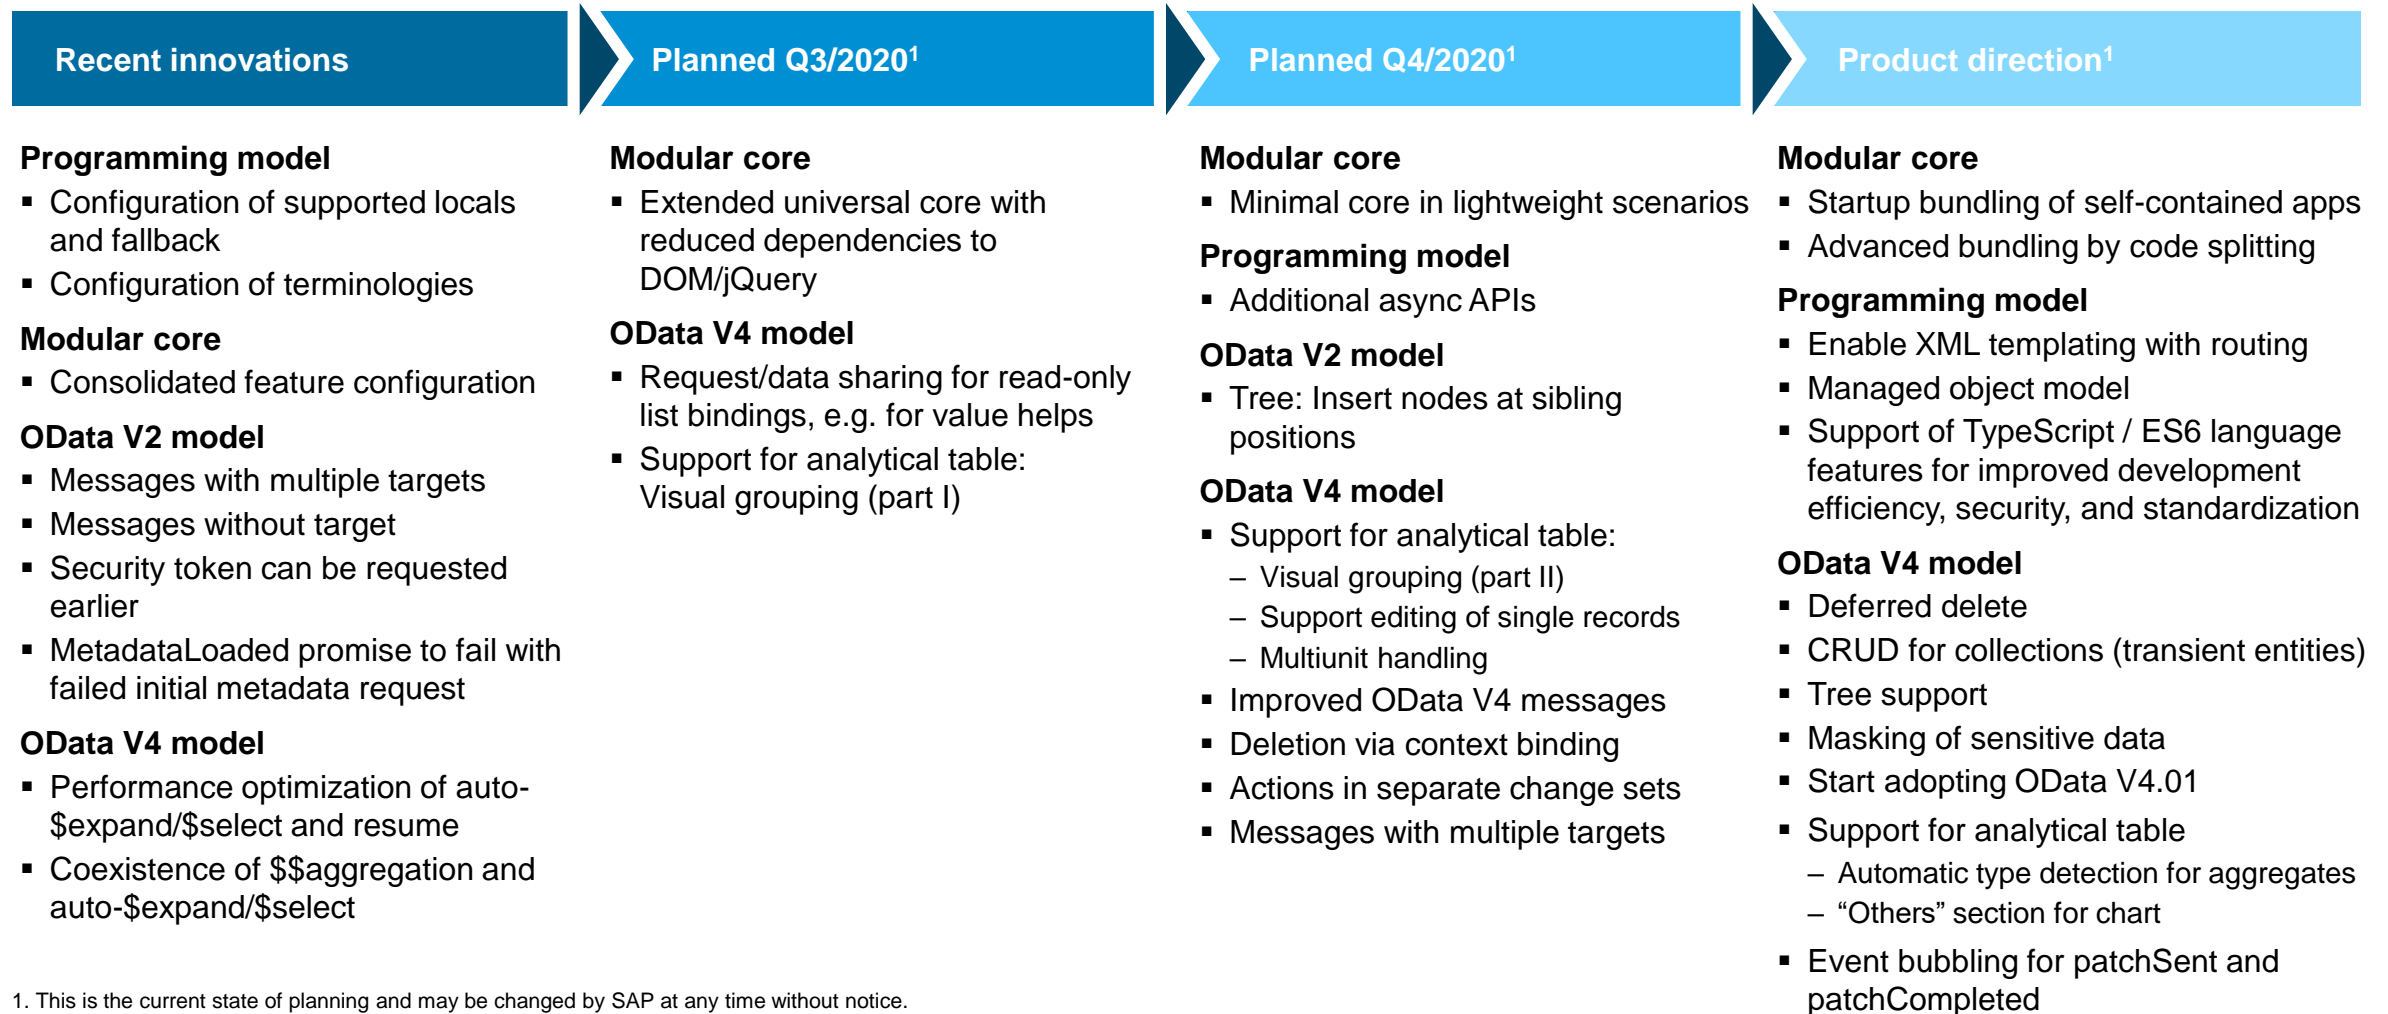 Recent innovations
Planned Q3/2020¹
Planned Q4/2020¹
Product direction¹
Programming model
▪ Configuration of supported locals
and fallback
▪ Configuration of terminologies
Modular core
▪ Consolidated feature configuration
OData V2 model
▪ Messages with multiple targets
▪ Messages without target
▪ Security token can be requested
earlier
▪ MetadataLoaded promise to fail with
failed initial metadata request
OData V4 model
▪ Performance optimization of auto-
$expand/$select and resume
▪ Coexistence of $$aggregation and
auto-$expand/$select
Modular core
▪ Extended universal core with
reduced dependencies to
DOM/jQuery
OData V4 model
▪ Request/data sharing for read-only
list bindings, e.g. for value helps
▪ Support for analytical table:
Visual grouping (part I)
Modular core
▪ Minimal core in lightweight scenarios
Programming model
▪ Additional async APIs
OData V2 model
▪ Tree: Insert nodes at sibling
positions
OData V4 model
▪ Support for analytical table:
– Visual grouping (part II)
– Support editing of single records
– Multiunit handling
▪ Improved OData V4 messages
▪ Deletion via context binding
▪ Actions in separate change sets
▪ Messages with multiple targets
Modular core
▪ Startup bundling of self-contained apps
▪ Advanced bundling by code splitting
Programming model
▪ Enable XML templating with routing
▪ Managed object model
▪ Support of TypeScript / ES6 language
features for improved development
efficiency, security, and standardization
OData V4 model
▪ Deferred delete
▪ CRUD for collections (transient entities)
▪ Tree support
▪ Masking of sensitive data
▪ Start adopting OData V4.01
▪ Support for analytical table
– Automatic type detection for aggregates
– “Others” section for chart
▪ Event bubbling for patchSent and
patchCompleted
1. This is the current state of planning and may be changed by SAP at any time without notice.